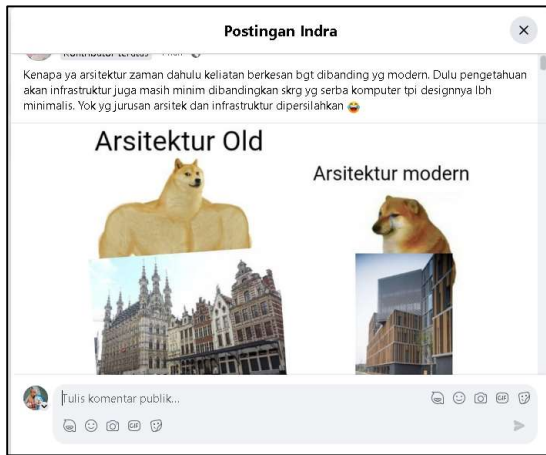 Postingan Indra
Kenapa ya arsitektur zaman dahulu keliatan berkesan bgt dibanding yg modern. Dulu pengetahuan
akan infrastruktur juga masih minim dibandingkan skrg yg serba komputer tpi designnya lbh
minimalis. Yok yg jurusan arsitek dan infrastruktur dipersilahkan 😂
Arsitektur Old
Arsitektur modern
Tulis komentar publik...
GIF
GIF